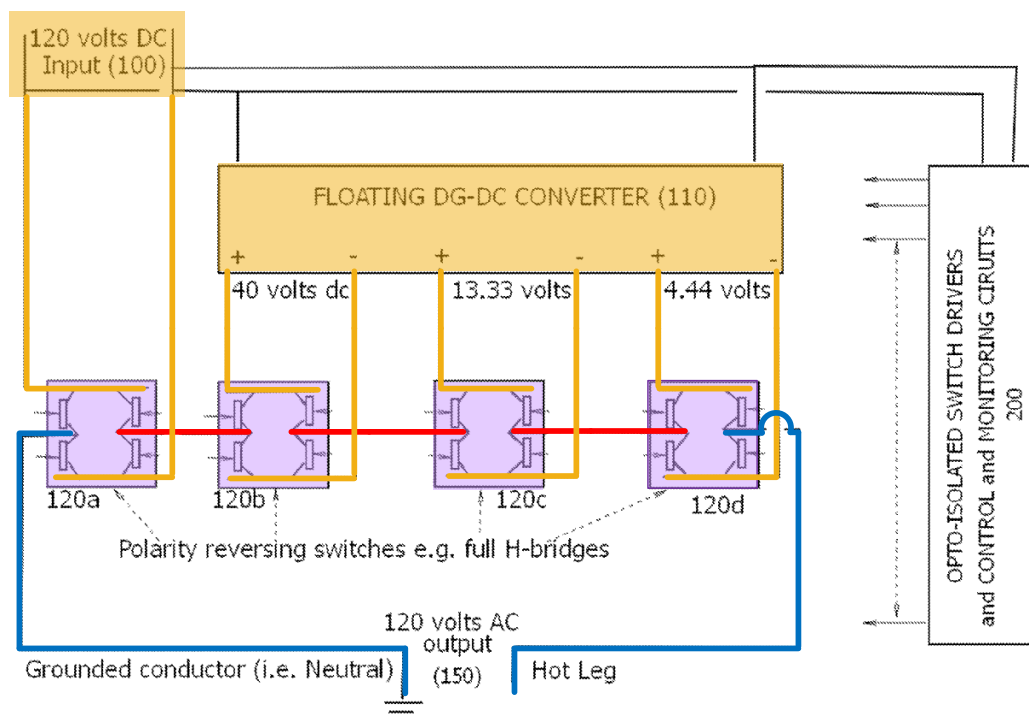 120 volts DC
Input (100)
FLOATING DG-DC CONVERTER (110)
+ - + - + -
40 volts dc 13.33 volts 4.44 volts
120a 120b 120c 120d
Polarity reversing switches e.g. full H-bridges
120 volts AC
output
(150)
Grounded conductor (i.e. Neutral)
Hot Leg
OPTO-ISOLATED SWITCH DRIVERS
and CONTROL and MONITORING CIRUITS
200